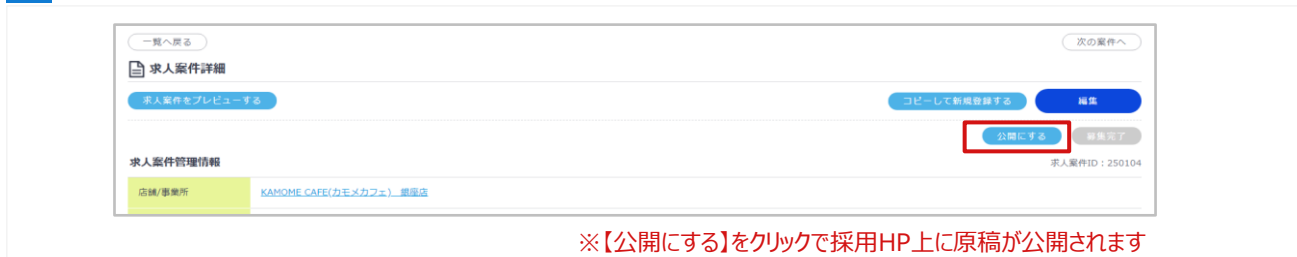 一覧へ戻る 次の案件へ
求人案件詳細
求人案件をプレビューする コピーして新規登録する 編集
公開にする 編集完了
求人案件管理情報 求人案件ID：250104
店舗/事業所 KAMOME CAFE(カモメカフェ) 銀座店
※【公開にする】をクリックで採用HP上に原稿が公開されます